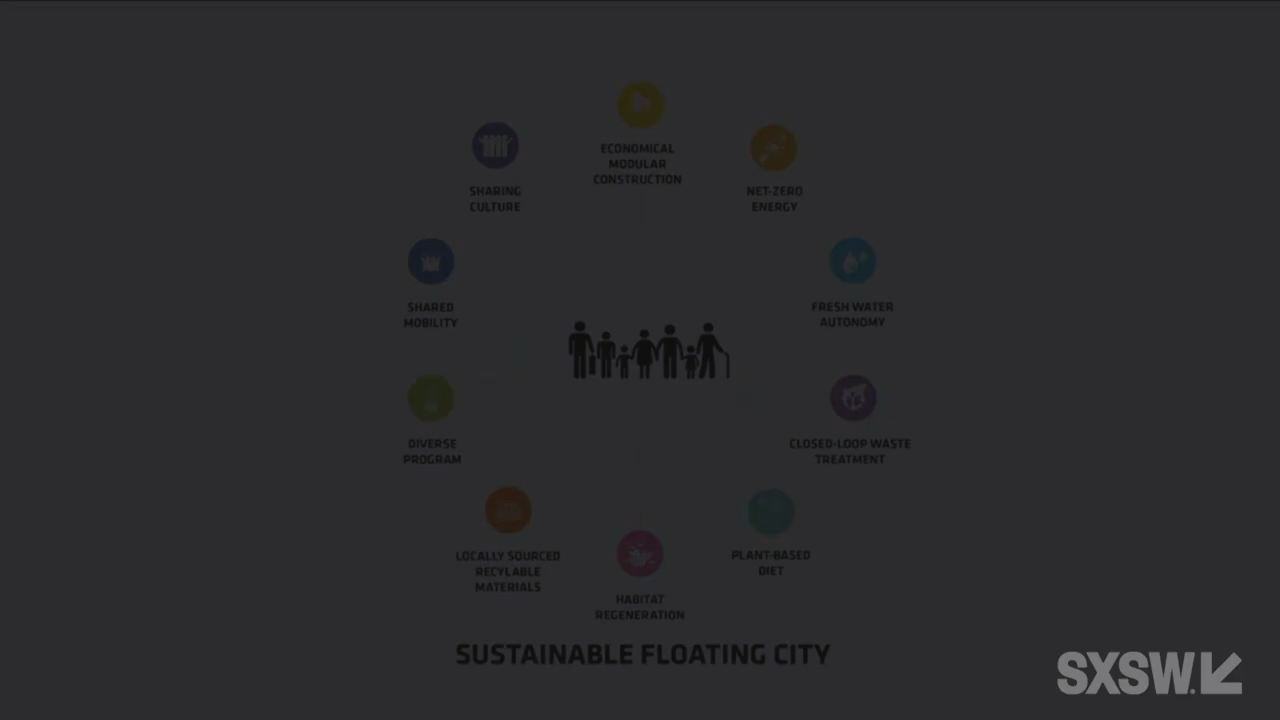 ECONOMICAL
MODULAR
CONSTRUCTION
SHARING
CULTURE
NET-ZERO
ENERGY
SHARED
MOBILITY
FRESH WATER
AUTONOMY
DIVERSE
PROGRAM
CLOSED-LOOP WASTE
TREATMENT
LOCALLY SOURCED
RECYLABLE
MATERIALS
PLANT-BASED
DIET
HABITAT
REGENERATION
SUSTAINABLE FLOATING CITY
SXSW.